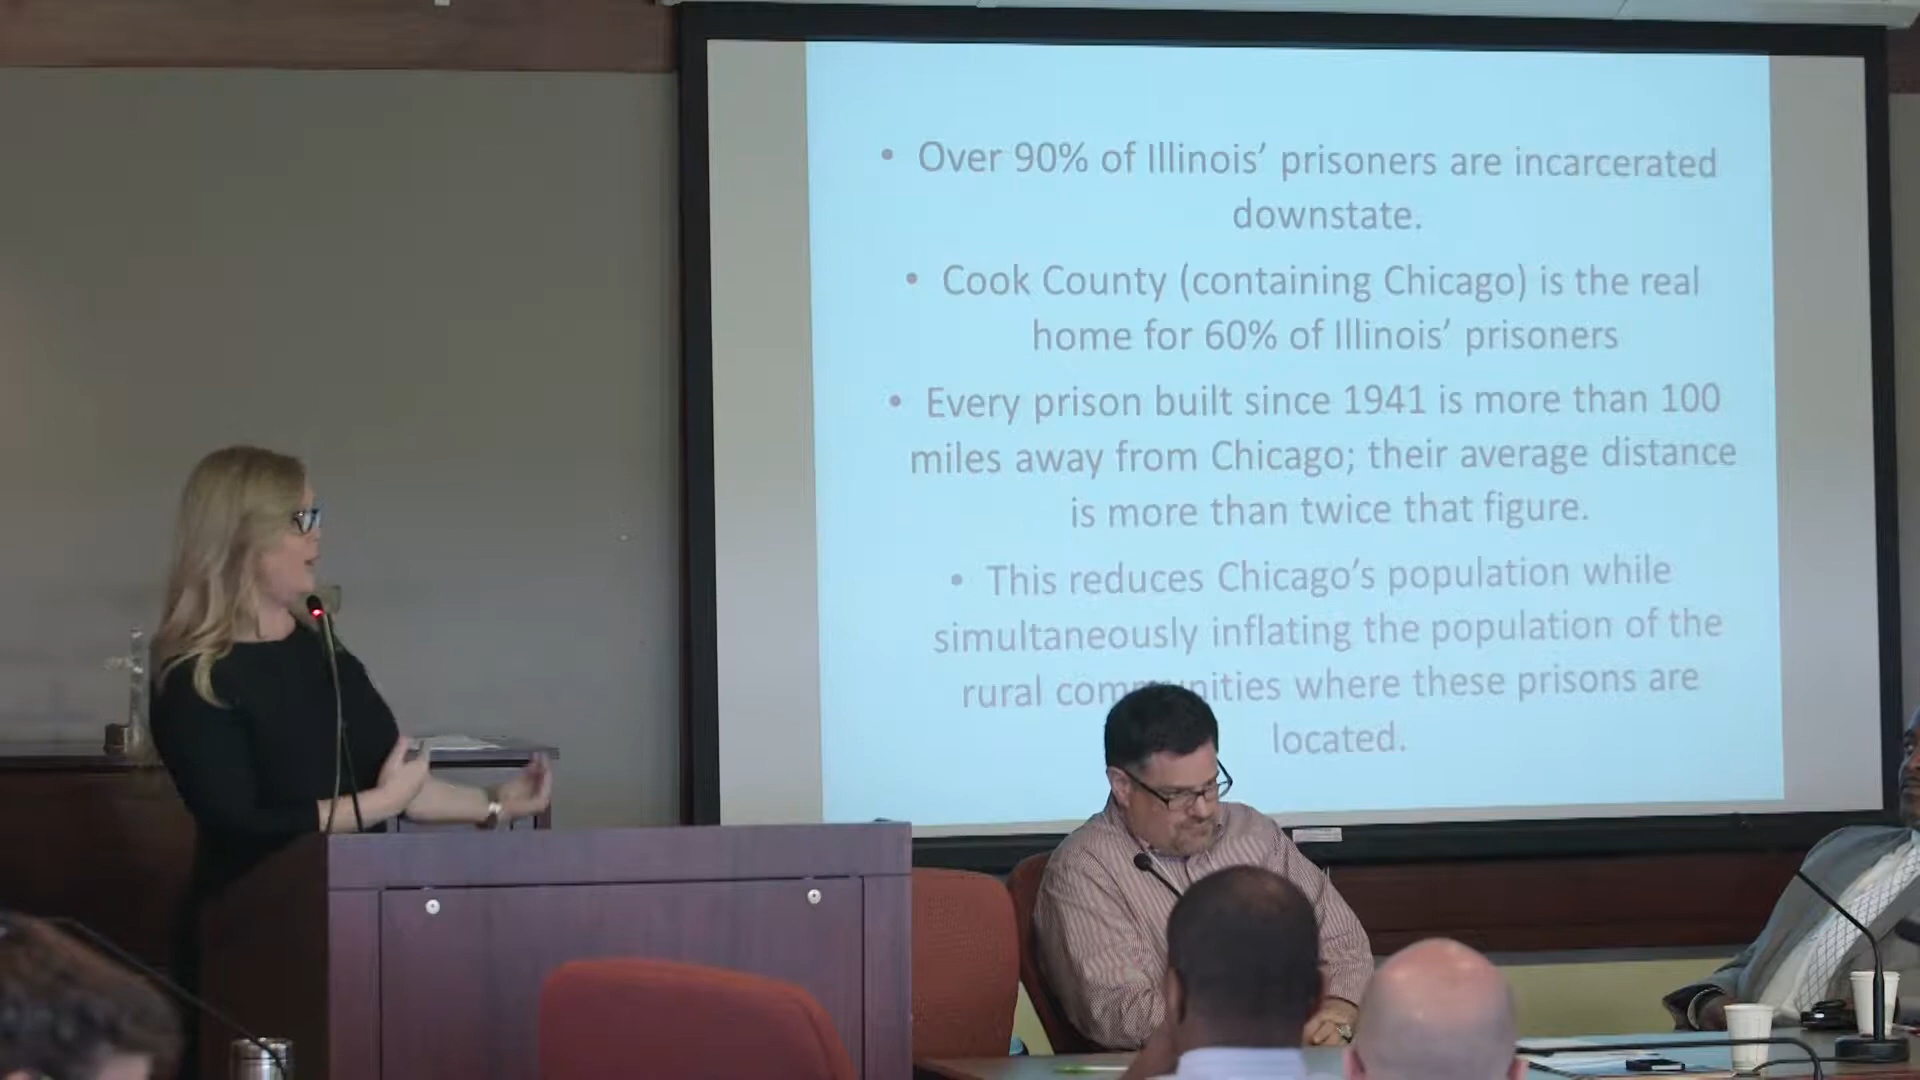 • Over 90% of Illinois’ prisoners are incarcerated
downstate.
• Cook County (containing Chicago) is the real
home for 60% of Illinois’ prisoners
• Every prison built since 1941 is more than 100
miles away from Chicago; their average distance
is more than twice that figure.
• This reduces Chicago’s population while
simultaneously inflating the population of the
rural communities where these prisons are
located.